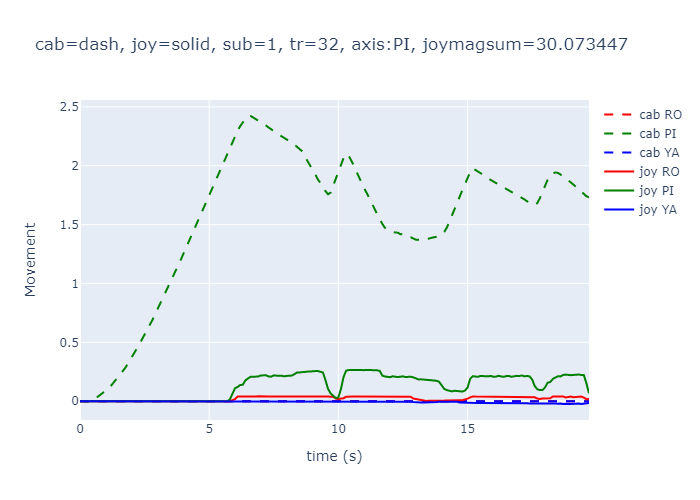 cab=dash, joy=solid, sub=1, tr=32, axis:PI, joymagsum=30.073447
2.5
2
1.5
1
0.5
0
Movement
0
5
10
15
time (s)
cab RO
cab PI
cab YA
joy RO
joy PI
joy YA